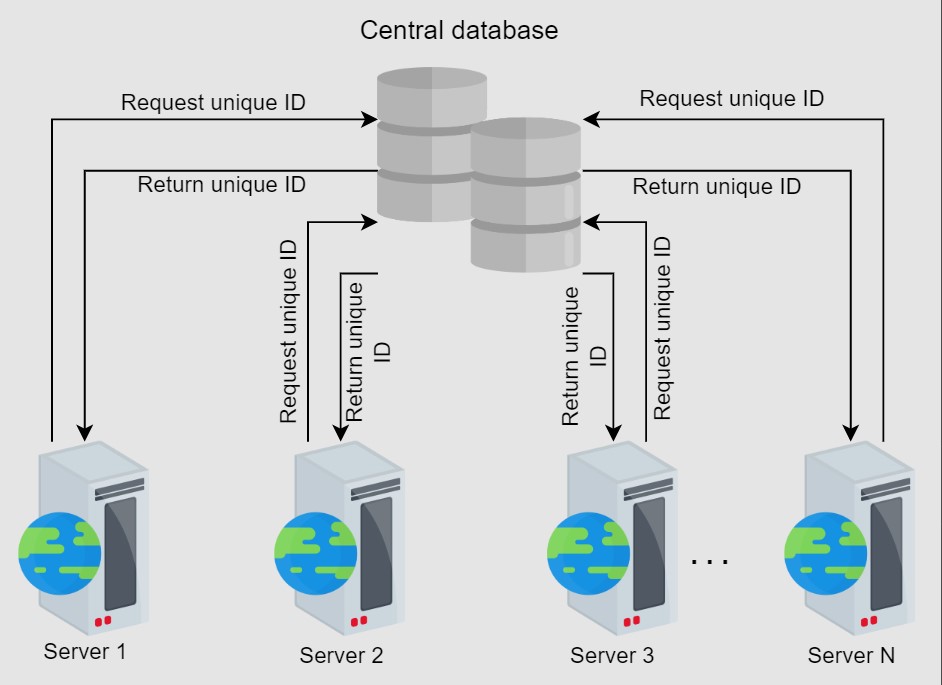 Central database
Request unique ID
Request unique ID
Return unique ID
Return unique ID
Request unique ID
Return unique
ID
Return unique
ID
Request unique ID
...
Server 1
Server 2
Server 3
Server N